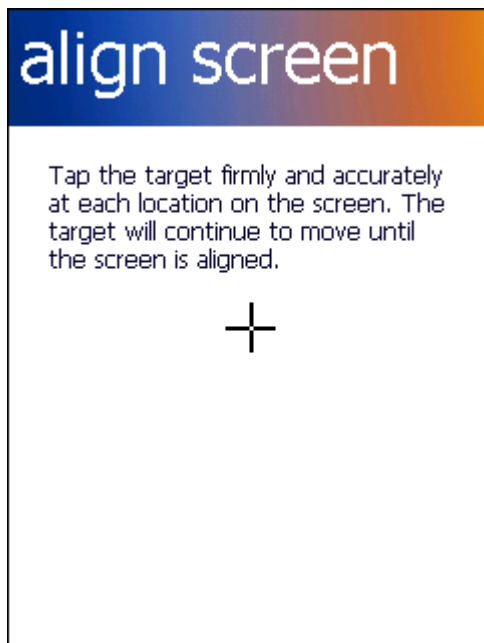 align screen
Tap the target firmly and accurately
at each location on the screen. The
target will continue to move until
the screen is aligned.